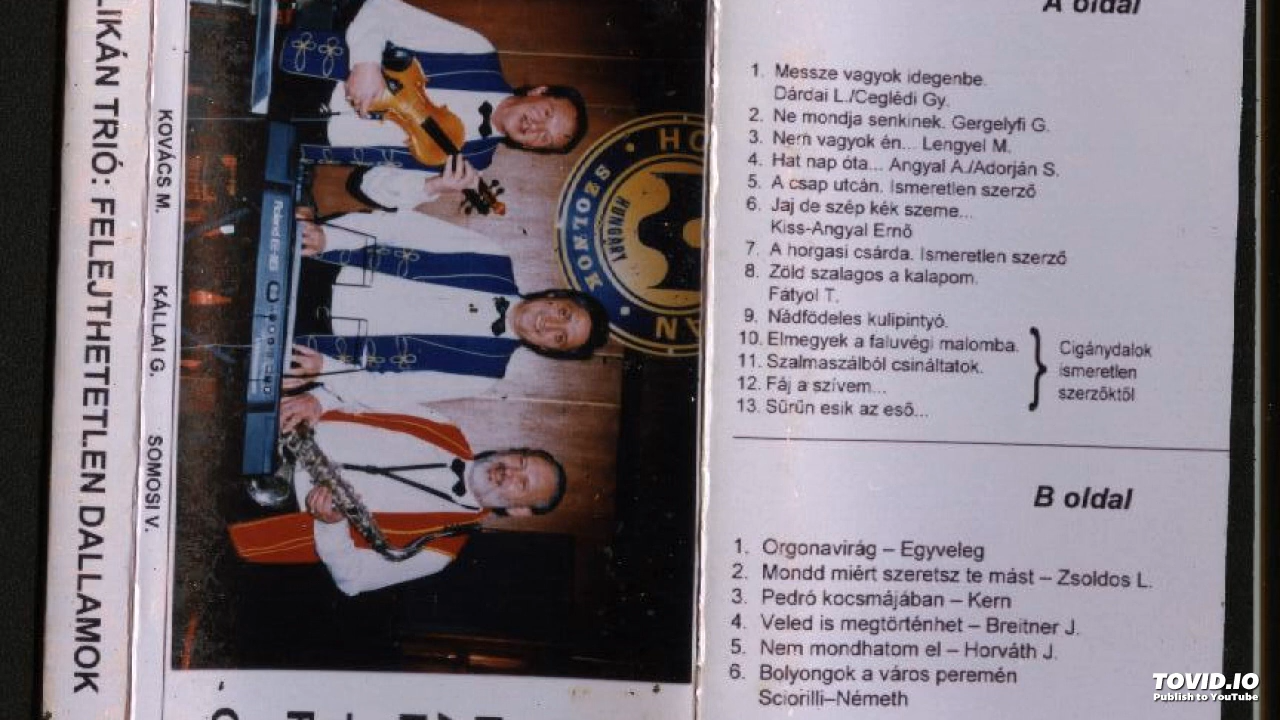 LIKÁN TRIÓ: FELEJTHETETLEN DALLAMOK
KOVÁCS M. KÁLLAI G. SOMOSI V.
Roland
SZOLNOK
HUNGARY
A oldal
1. Messze vagyok idegenbe.
Dárdai L./Ceglédi Gy.
2. Ne mondja senkinek. Gergelyfi G.
3. Nem vagyok én... Lengyel M.
4. Hat nap óta... Angyal A./Adorján S.
5. A csap utcán. Ismeretlen szerző
6. Jaj de szép kék szeme...
Kiss-Angyal Ernő
7. A horgasi csárda. Ismeretlen szerző
8. Zöld szalagos a kalapom.
Fátyol T.
9. Nádfödeles kulipintyó.
10. Elmegyek a faluvégi malomba.
11. Szalmaszálból csináltatok.
12. Fáj a szívem...
13. Sűrűn esik az eső...
Cigánydalok
ismeretlen
szerzőktől
B oldal
1. Orgonavirág – Egyveleg
2. Mondd miért szeretsz te mást – Zsoldos L.
3. Pedró kocsmájában – Kern
4. Veled is megtörténhet – Breitner J.
5. Nem mondhatom el – Horváth J.
6. Bolyongok a város peremén
Sciorilli–Németh
TOVID.IO
Publish to YouTube